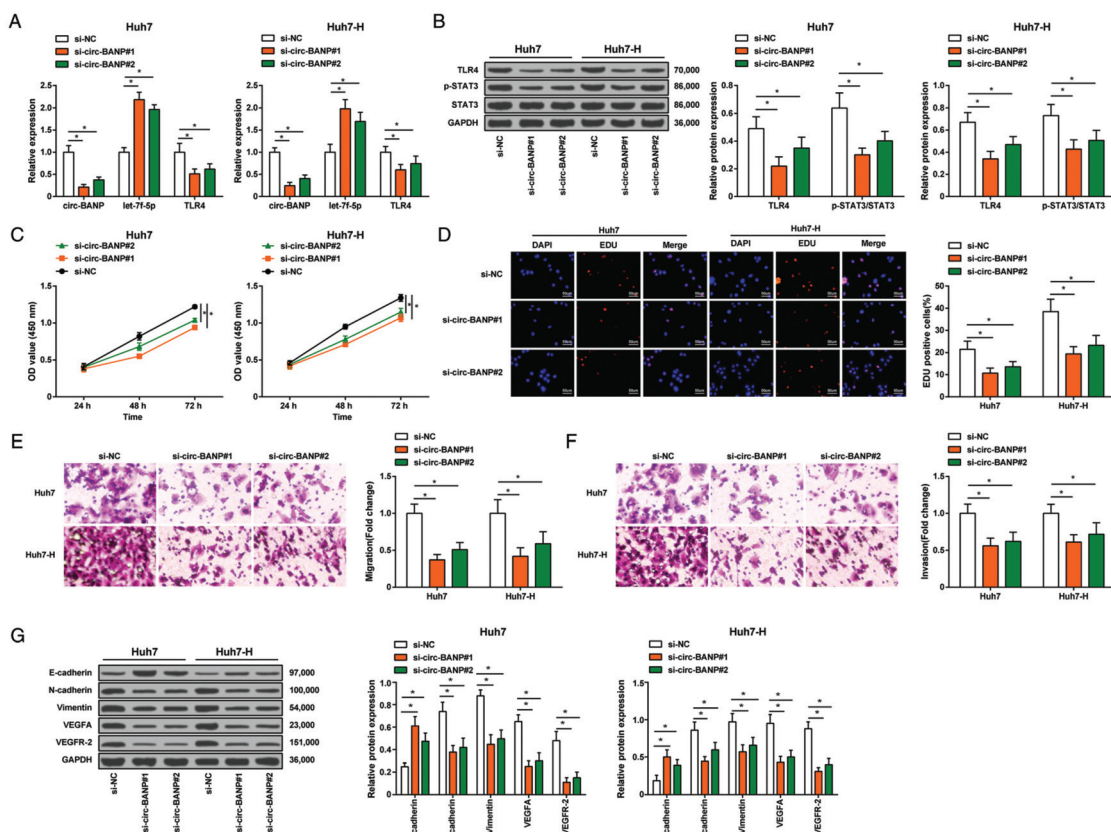 A
Huh7
si-NC
si-circ-BANP#1
si-circ-BANP#2
Relative expression
2.5
2.0
1.5
1.0
0.5
0.0
* * * * * *
circ-BANP let-7f-5p TLR4
Huh7-H
si-NC
si-circ-BANP#1
si-circ-BANP#2
Relative expression
2.5
2.0
1.5
1.0
0.5
0.0
* * * * * *
circ-BANP let-7f-5p TLR4
B
Huh7 Huh7-H
TLR4 70,000
p-STAT3 86,000
STAT3 86,000
GAPDH 36,000
si-NC
si-circ-BANP#1
si-circ-BANP#2
si-NC
si-circ-BANP#1
si-circ-BANP#2
Huh7
si-NC
si-circ-BANP#1
si-circ-BANP#2
Relative protein expression
0.8
0.6
0.4
0.2
0.0
* * * *
TLR4 p-STAT3/STAT3
Huh7-H
si-NC
si-circ-BANP#1
si-circ-BANP#2
Relative protein expression
1.0
0.8
0.6
0.4
0.2
0.0
* * * *
TLR4 p-STAT3/STAT3
C
Huh7
si-circ-BANP#2
si-circ-BANP#1
si-NC
OD value (450 nm)
1.5
1.0
0.5
0.0
* *
24 h 48 h 72 h
Time
Huh7-H
si-circ-BANP#2
si-circ-BANP#1
si-NC
OD value (450 nm)
1.5
1.0
0.5
0.0
* *
24 h 48 h 72 h
Time
D
Huh7 Huh7-H
DAPI EDU Merge DAPI EDU Merge
si-NC
si-circ-BANP#1
si-circ-BANP#2
si-NC
si-circ-BANP#1
si-circ-BANP#2
EDU positive cells(%)
50
40
30
20
10
0
* * * *
Huh7 Huh7-H
E
si-NC si-circ-BANP#1 si-circ-BANP#2
Huh7
Huh7-H
si-NC
si-circ-BANP#1
si-circ-BANP#2
Migration(Fold change)
1.5
1.0
0.5
0.0
* * * *
Huh7 Huh7-H
F
si-NC si-circ-BANP#1 si-circ-BANP#2
Huh7
Huh7-H
si-NC
si-circ-BANP#1
si-circ-BANP#2
Invasion(Fold change)
1.5
1.0
0.5
0.0
* * * *
Huh7 Huh7-H
G
Huh7 Huh7-H
E-cadherin 97,000
N-cadherin 100,000
Vimentin 54,000
VEGFA 23,000
VEGFR-2 151,000
GAPDH 36,000
si-NC
si-circ-BANP#1
si-circ-BANP#2
si-NC
si-circ-BANP#1
si-circ-BANP#2
Huh7
si-NC
si-circ-BANP#1
si-circ-BANP#2
Relative protein expression
1.0
0.8
0.6
0.4
0.2
0.0
* * * * * * * * * *
cadherin
cadherin
Vimentin
VEGFA
VEGFR-2
Huh7-H
si-NC
si-circ-BANP#1
si-circ-BANP#2
Relative protein expression
1.5
1.0
0.5
0.0
* * * * * * * * * *
cadherin
cadherin
Vimentin
VEGFA
VEGFR-2